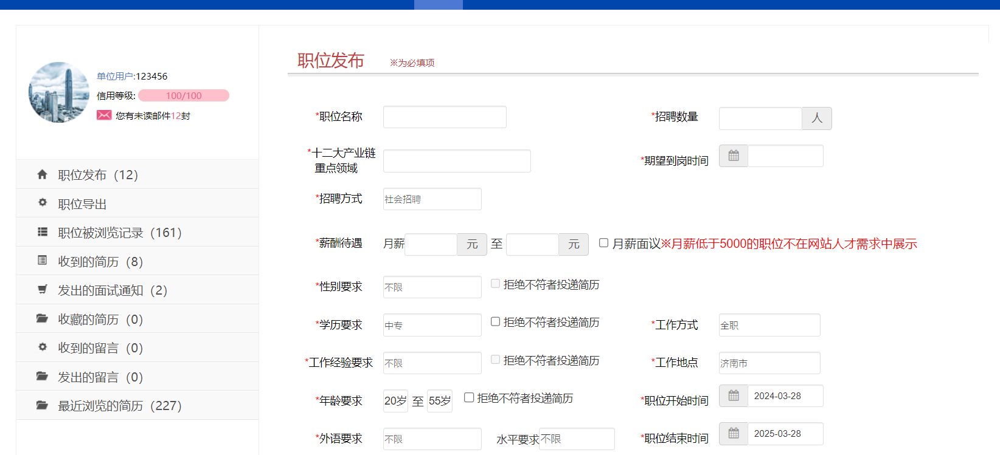 单位用户:123456
信用等级: 100/100
您有未读邮件12封
职位发布（12）
职位导出
职位被浏览记录（161）
收到的简历（8）
发出的面试通知（2）
收藏的简历（0）
收到的留言（0）
发出的留言（0）
最近浏览的简历（227）
职位发布 ※为必填项
*职位名称 *招聘数量 人
*十二大产业链
重点领域 *期望到岗时间
*招聘方式 社会招聘
*薪酬待遇 月薪 元 至 元 月薪面议※月薪低于5000的职位不在网站人才需求中展示
*性别要求 不限 拒绝不符者投递简历
*学历要求 中专 拒绝不符者投递简历 *工作方式 全职
*工作经验要求 不限 拒绝不符者投递简历 *工作地点 济南市
*年龄要求 20岁 至 55岁 拒绝不符者投递简历 *职位开始时间 2024-03-28
*外语要求 不限 水平要求 不限 *职位结束时间 2025-03-28